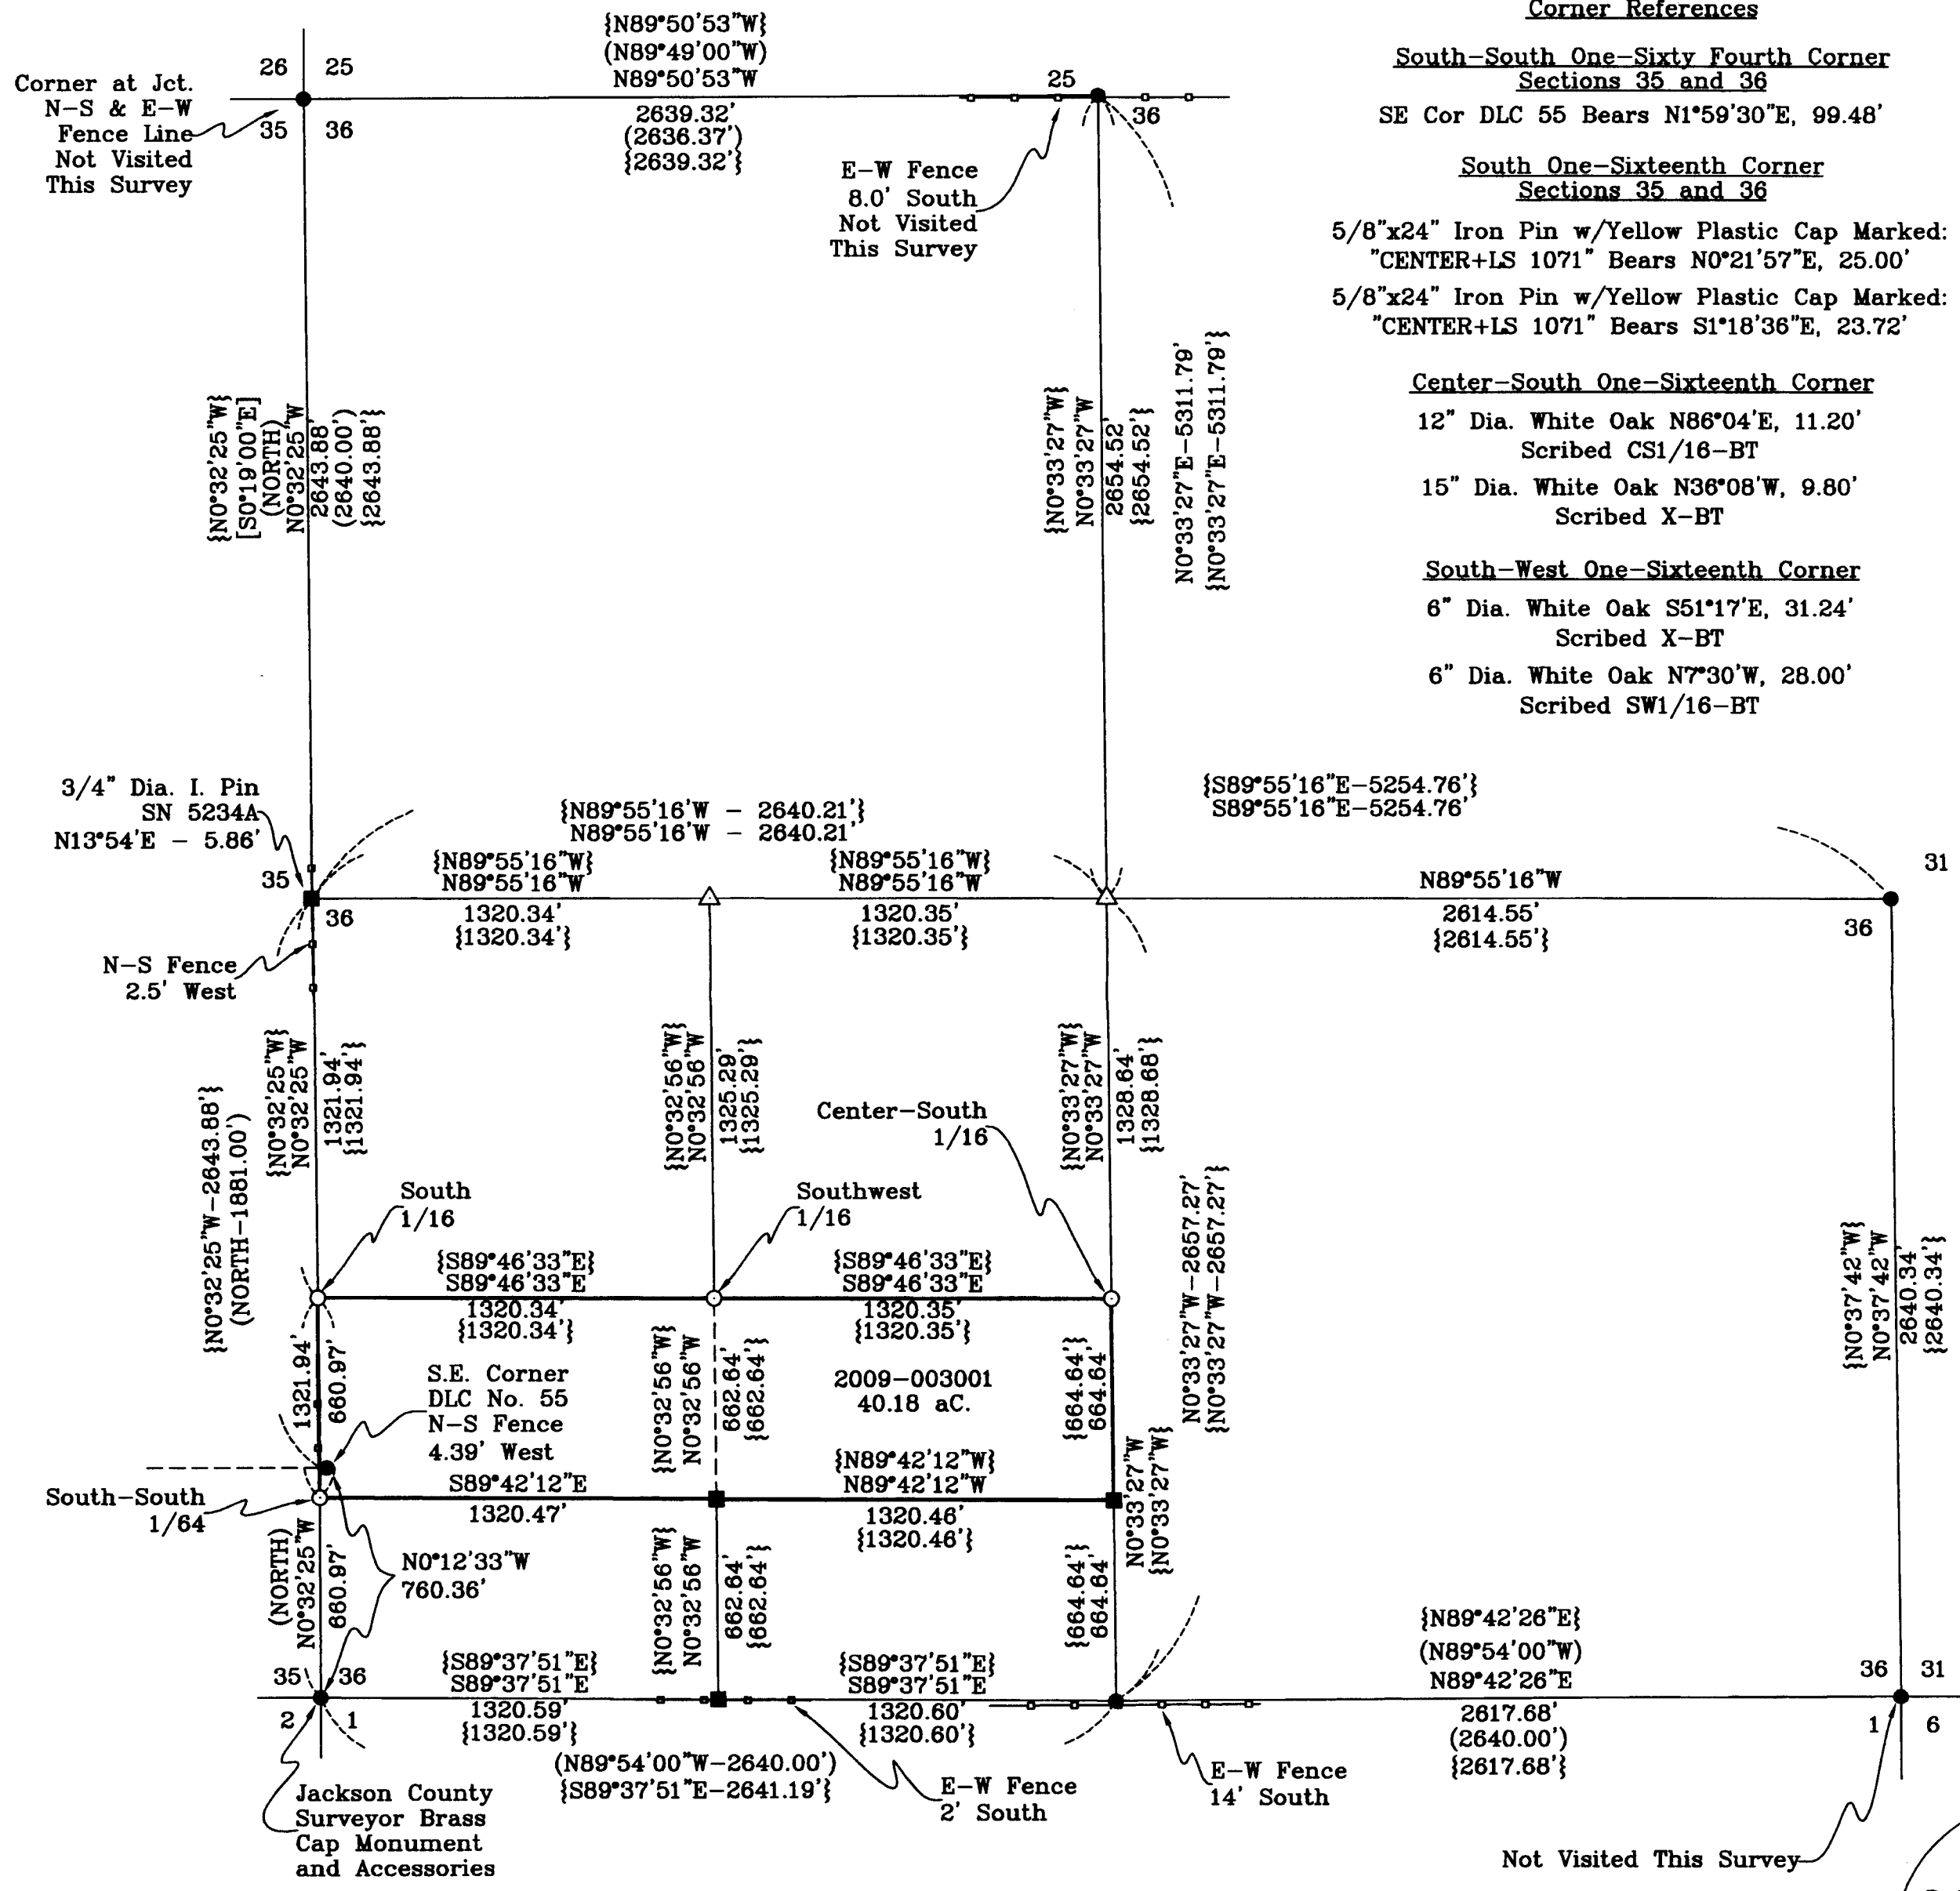 {N89°50'53"W}
(N89°49'00"W)
N89°50'53"W
2639.32'
(2636.37')
{2639.32'}
26 25
35 36
Corner at Jct.
N-S & E-W
Fence Line
Not Visited
This Survey
25
36
E-W Fence
8.0' South
Not Visited
This Survey
Corner References
South-South One-Sixty Fourth Corner
Sections 35 and 36
SE Cor DLC 55 Bears N1°59'30"E, 99.48'
South One-Sixteenth Corner
Sections 35 and 36
5/8"x24" Iron Pin w/Yellow Plastic Cap Marked:
"CENTER+LS 1071" Bears N0°21'57"E, 25.00'
5/8"x24" Iron Pin w/Yellow Plastic Cap Marked:
"CENTER+LS 1071" Bears S1°18'36"E, 23.72'
Center-South One-Sixteenth Corner
12" Dia. White Oak N86°04'E, 11.20'
Scribed CS1/16-BT
15" Dia. White Oak N36°08'W, 9.80'
Scribed X-BT
South-West One-Sixteenth Corner
6" Dia. White Oak S51°17'E, 31.24'
Scribed X-BT
6" Dia. White Oak N7°30'W, 28.00'
Scribed SW1/16-BT
{N0°32'25"W}
[S0°19'00"E]
(NORTH)
N0°32'25"W
2643.88'
(2640.00')
{2643.88'}
{N0°33'27"W}
N0°33'27"W
2654.52'
{2654.52'}
N0°33'27"E-5311.79'
{N0°33'27"E-5311.79'}
3/4" Dia. I. Pin
SN 5234A
N13°54'E - 5.86'
{N89°55'16'W - 2640.21'}
N89°55'16'W - 2640.21'
{S89°55'16"E-5254.76'}
S89°55'16"E-5254.76'
35
36
{N89°55'16"W}
N89°55'16"W
1320.34'
{1320.34'}
{N89°55'16"W}
N89°55'16"W
1320.35'
{1320.35'}
N89°55'16"W
2614.55'
{2614.55'}
31
36
N-S Fence
2.5' West
{N0°32'25"W-2643.88'}
(NORTH-1881.00')
{N0°32'25"W}
N0°32'25"W
1321.94'
{1321.94'}
{N0°32'56"W}
N0°32'56"W
1325.29'
{1325.29'}
{N0°33'27"W}
N0°33'27"W
1328.64'
{1328.68'}
Center-South
1/16
South
1/16
Southwest
1/16
N0°33'27"W-2657.27'
{N0°33'27"W-2657.27'}
{N0°37'42"W}
N0°37'42"W
2640.34'
{2640.34'}
{S89°46'33"E}
S89°46'33"E
1320.34'
{1320.34'}
{S89°46'33"E}
S89°46'33"E
1320.35'
{1320.35'}
1321.94'
660.97'
S.E. Corner
DLC No. 55
N-S Fence
4.39' West
{N0°32'56"W}
N0°32'56"W
662.64'
{662.64'}
2009-003001
40.18 aC.
{664.64'}
664.64'
South-South
1/64
S89°42'12"E
1320.47'
{N89°42'12"W}
N89°42'12"W
1320.46'
{1320.46'}
N0°33'27"W
{N0°33'27"W}
(NORTH)
N0°32'25"W
660.97'
N0°12'33"W
760.36'
{N0°32'56"W}
N0°32'56"W
662.64'
{662.64'}
{664.64'}
664.64'
35 36
2 1
{S89°37'51"E}
S89°37'51"E
1320.59'
{1320.59'}
{S89°37'51"E}
S89°37'51"E
1320.60'
{1320.60'}
(N89°54'00"W-2640.00')
{S89°37'51"E-2641.19'}
{N89°42'26"E}
(N89°54'00"W)
N89°42'26"E
2617.68'
(2640.00')
{2617.68'}
36 31
1 6
Jackson County
Surveyor Brass
Cap Monument
and Accessories
E-W Fence
2' South
E-W Fence
14' South
Not Visited This Survey